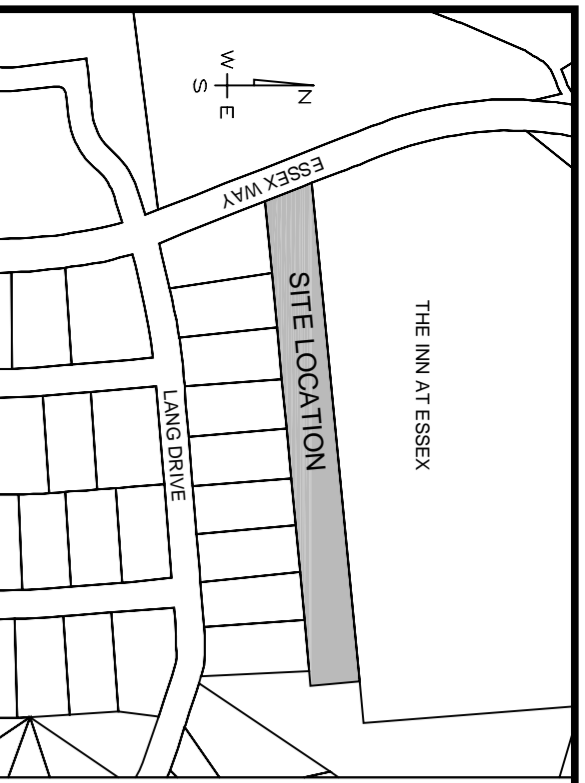 W
S
N
E
ESSEX WAY
SITE LOCATION
THE INN AT ESSEX
LANG DRIVE